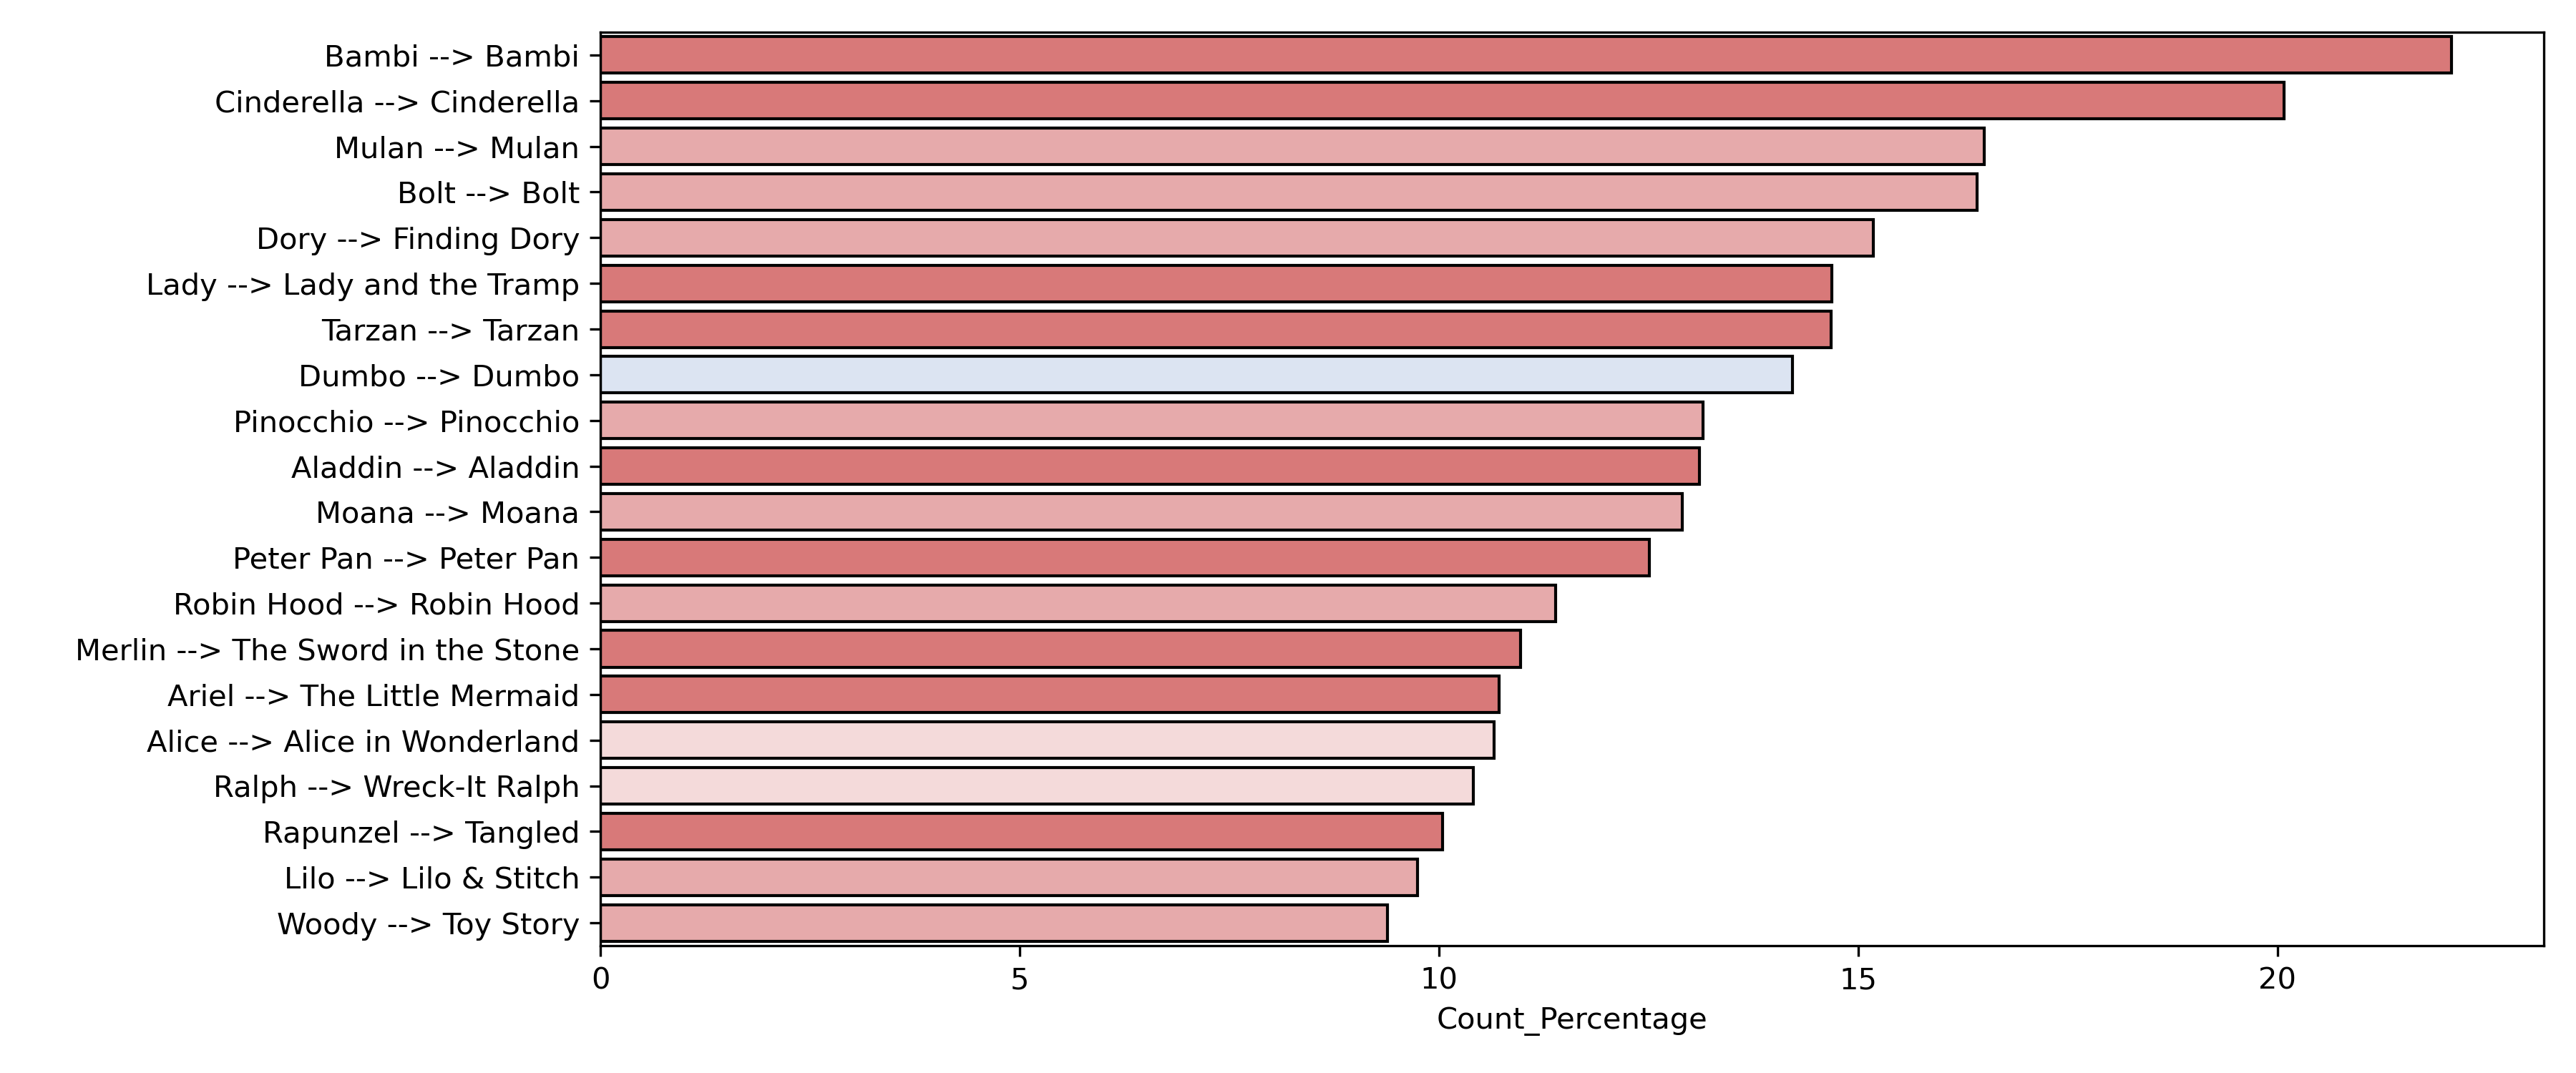 Bambi --> Bambi
Cinderella --> Cinderella
Mulan --> Mulan
Bolt --> Bolt
Dory --> Finding Dory
Lady --> Lady and the Tramp
Tarzan --> Tarzan
Dumbo --> Dumbo
Pinocchio --> Pinocchio
Aladdin --> Aladdin
Moana --> Moana
Peter Pan --> Peter Pan
Robin Hood --> Robin Hood
Merlin --> The Sword in the Stone
Ariel --> The Little Mermaid
Alice --> Alice in Wonderland
Ralph --> Wreck-It Ralph
Rapunzel --> Tangled
Lilo --> Lilo & Stitch
Woody --> Toy Story
0 5 10 15 20
Count_Percentage